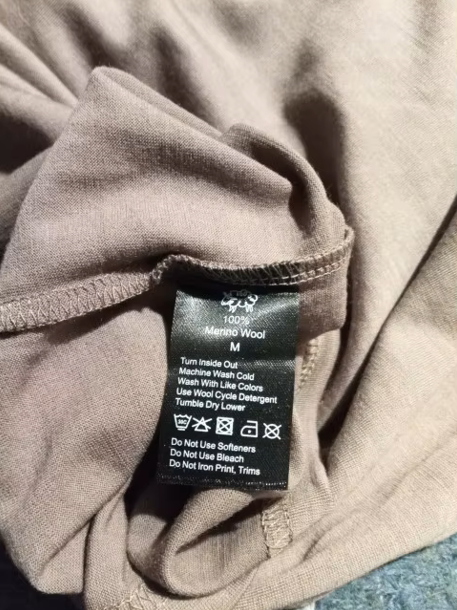 100%
Merino Wool
M
Turn Inside Out
Machine Wash Cold
Wash With Like Colors
Use Wool Cycle Detergent
Tumble Dry Lower
30C
Do Not Use Softeners
Do Not Use Bleach
Do Not Iron Print, Trims